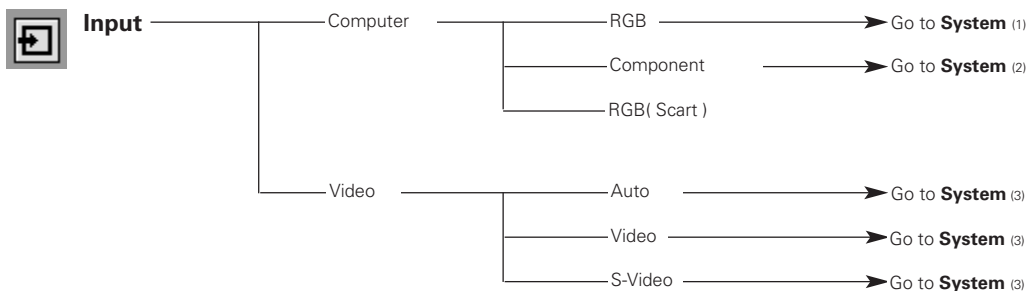 Input Computer RGB Go to System (1)
Component Go to System (2)
RGB( Scart )
Video Auto Go to System (3)
Video Go to System (3)
S-Video Go to System (3)